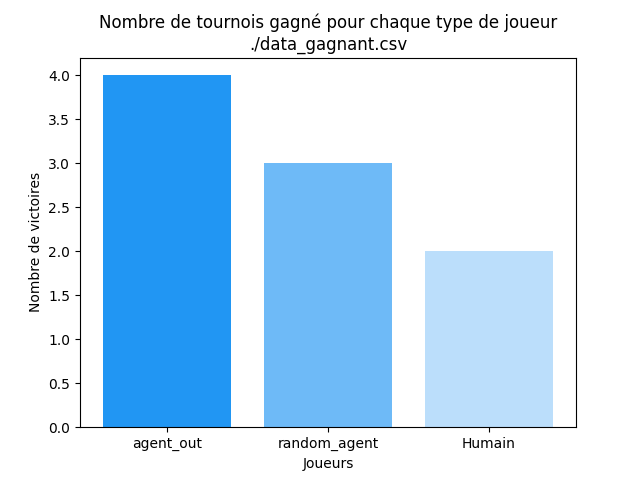 Nombre de tournois gagné pour chaque type de joueur
./data_gagnant.csv
Nombre de victoires
4.0
3.5
3.0
2.5
2.0
1.5
1.0
0.5
0.0
agent_out
random_agent
Humain
Joueurs